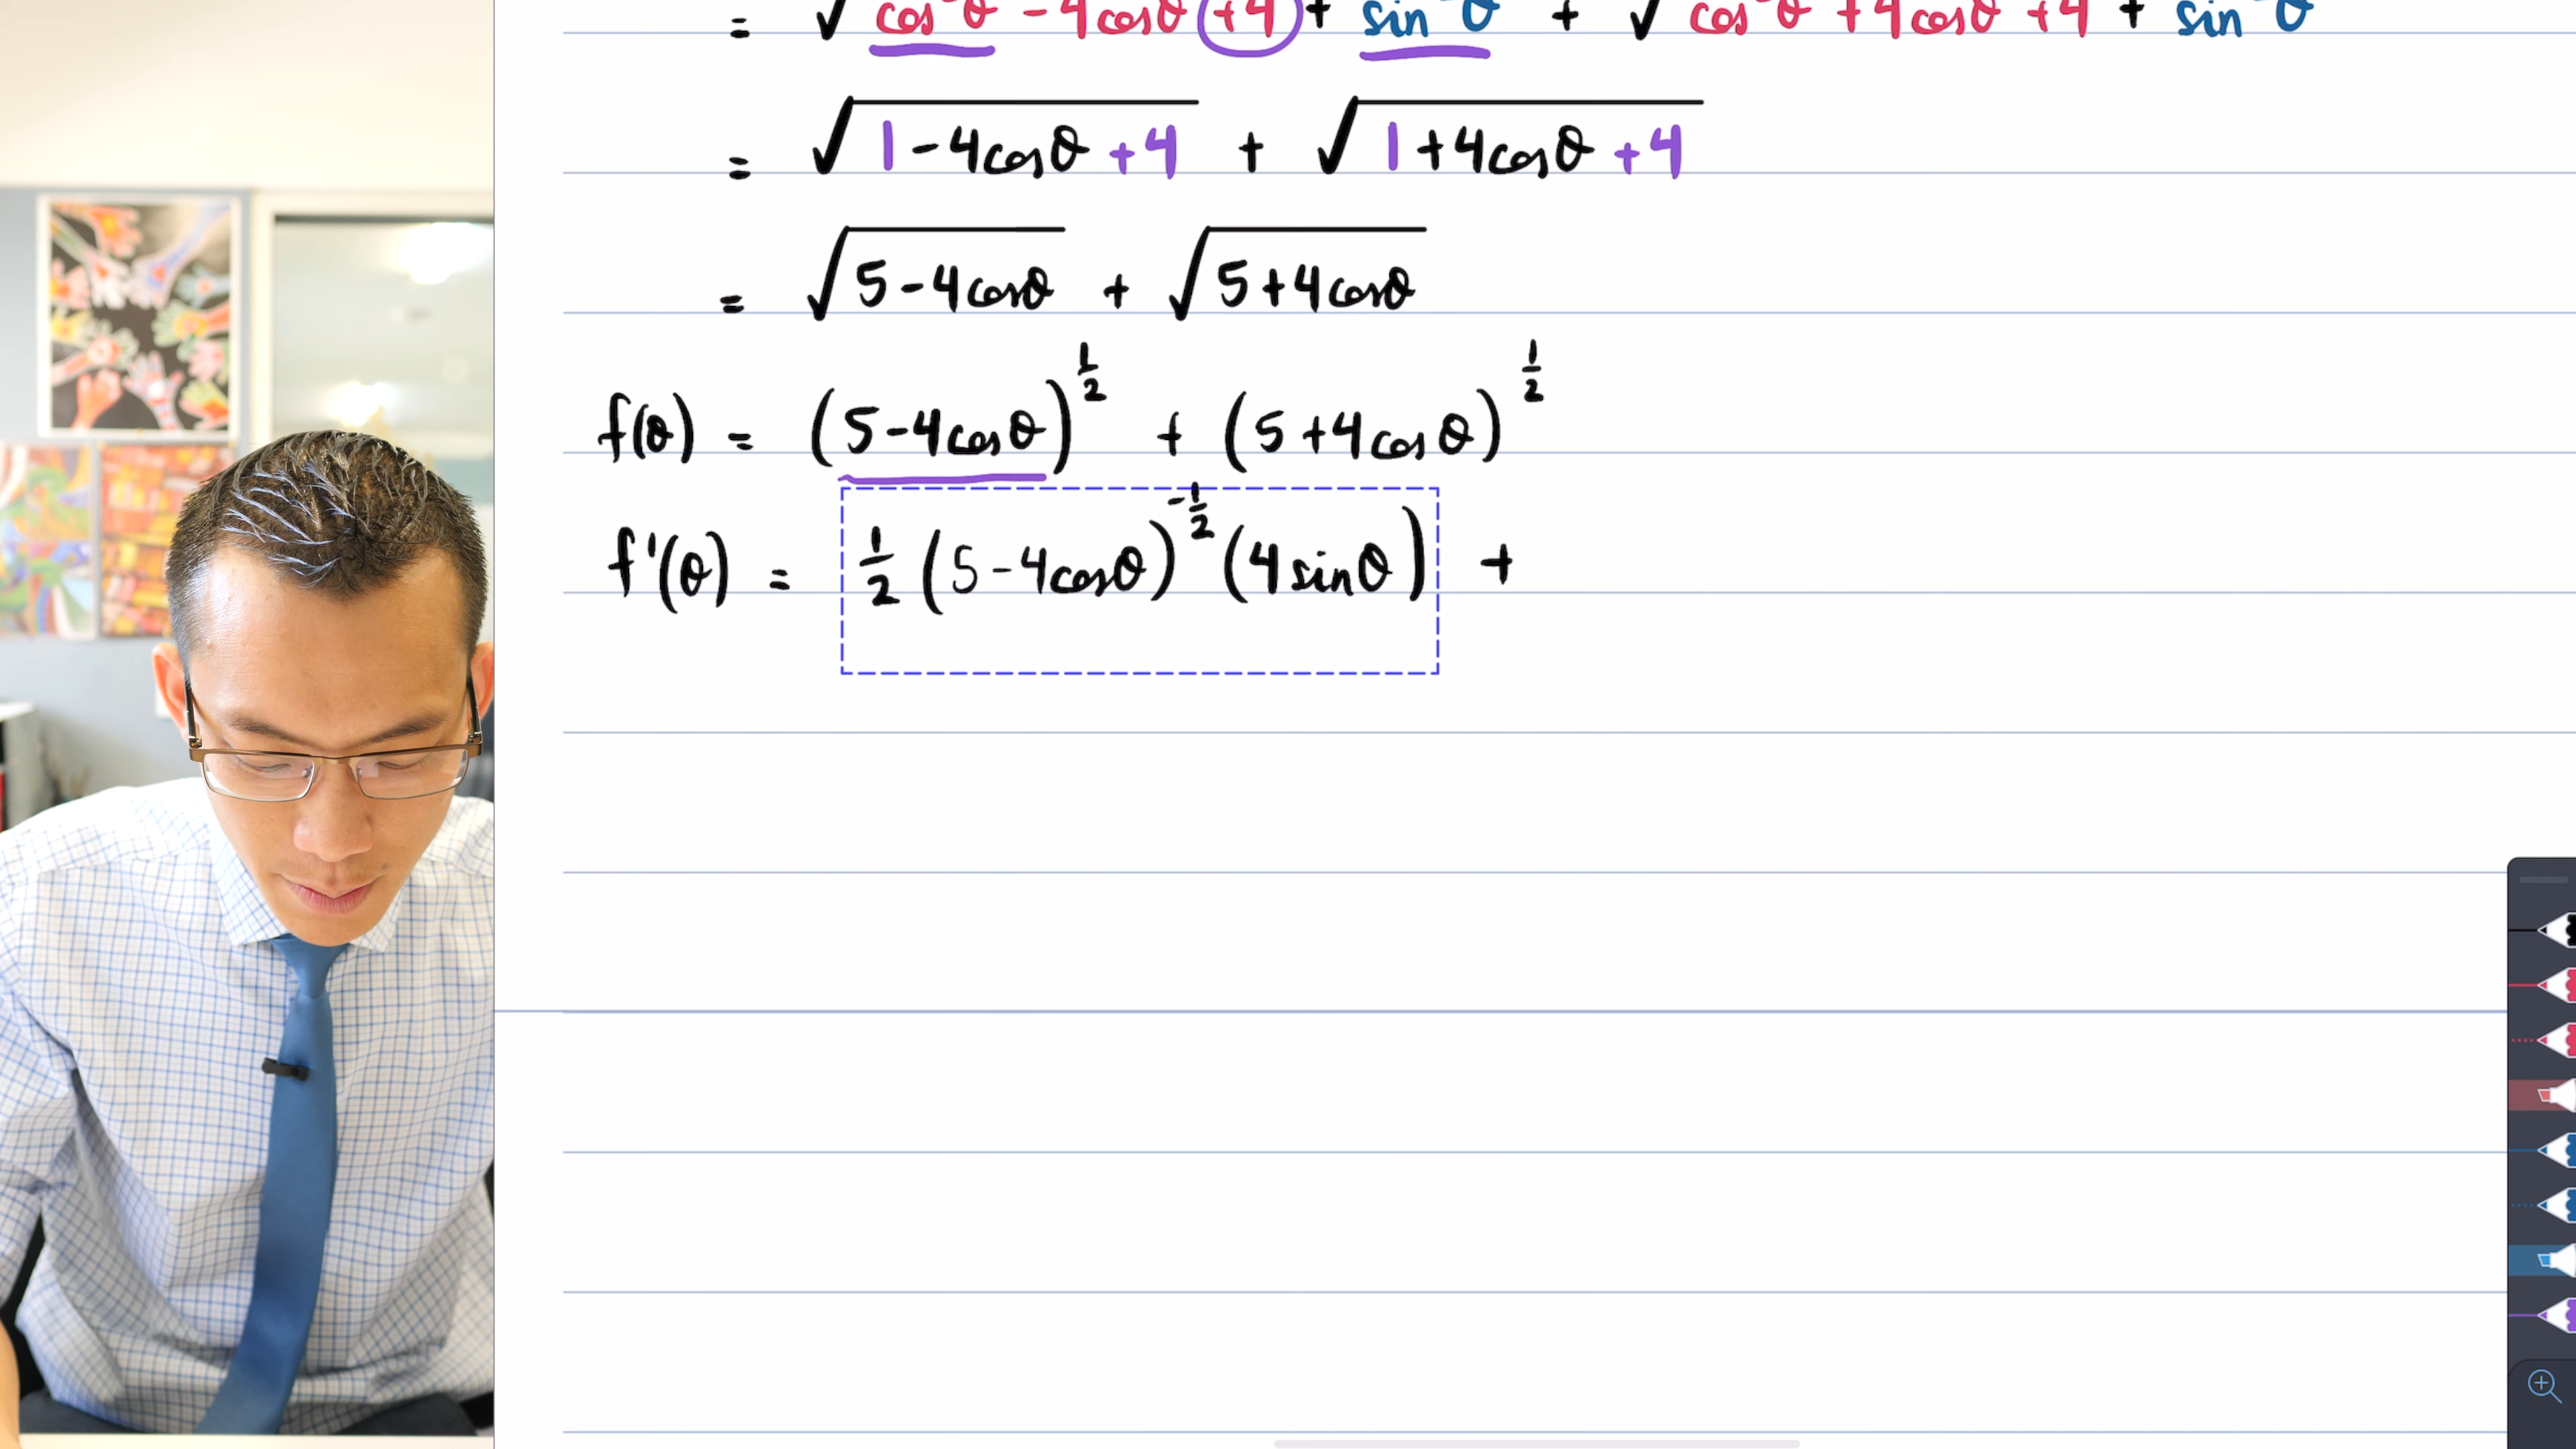 = √cos²θ - 4cosθ +4 + sin²θ + √cos²θ +4cosθ +4 + sin²θ
= √1-4cosθ +4 + √1+4cosθ +4
= √5-4cosθ + √5+4cosθ
f(θ) = (5-4cosθ)^1/2 + (5+4cosθ)^1/2
f'(θ) = 1/2 (5-4cosθ)^-1/2 (4sinθ) +